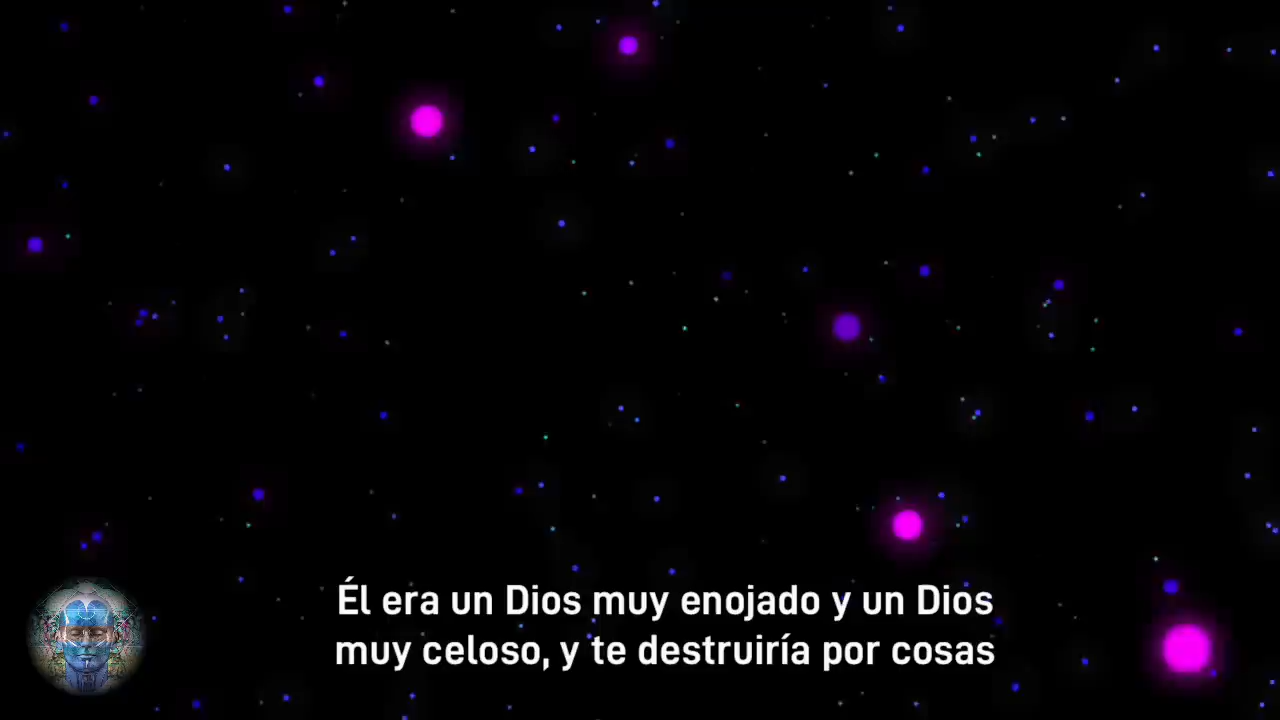 Él era un Dios muy enojado y un Dios
muy celoso, y te destruiría por cosas